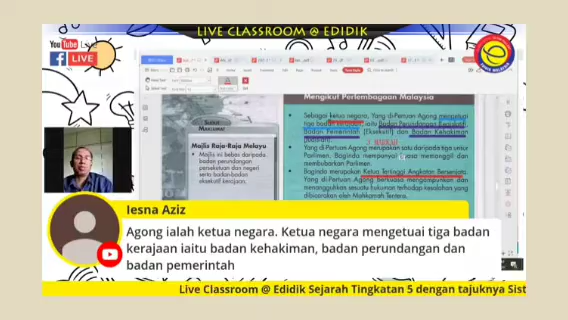 LIVE CLASSROOM @ EDIDIK
YouTube Live
LIVE
Mengikut Perlembagaan Malaysia
Sebagai ketua negara, Yang di-Pertuan Agong mengetuai
tiga badan kerajaan, iaitu Badan Perundangan
Badan Pemerintah (Eksekutif) dan Badan Kehakiman
Yang di-Pertuan Agong merupakan satu daripada tiga unsur
Parlimen. Baginda mempunyai kuasa memanggil dan
membubarkan Parlimen.
Baginda merupakan Ketua Tertinggi Angkatan Bersenjata.
Yang di-Pertuan Agong berkuasa mengampunkan dan
menangguhkan sesuatu hukuman terhadap kesalahan yang
dibicarakan oleh Mahkamah Tentera.
Majlis Raja-Raja Melayu
Majlis ini bebas daripada
badan perundangan
persekutuan dan negeri
serta badan-badan
eksekutif kerajaan.
Iesna Aziz
Agong ialah ketua negara. Ketua negara mengetuai tiga badan
kerajaan iaitu badan kehakiman, badan perundangan dan
badan pemerintah
Live Classroom @ Edidik Sejarah Tingkatan 5 dengan tajuknya Sist